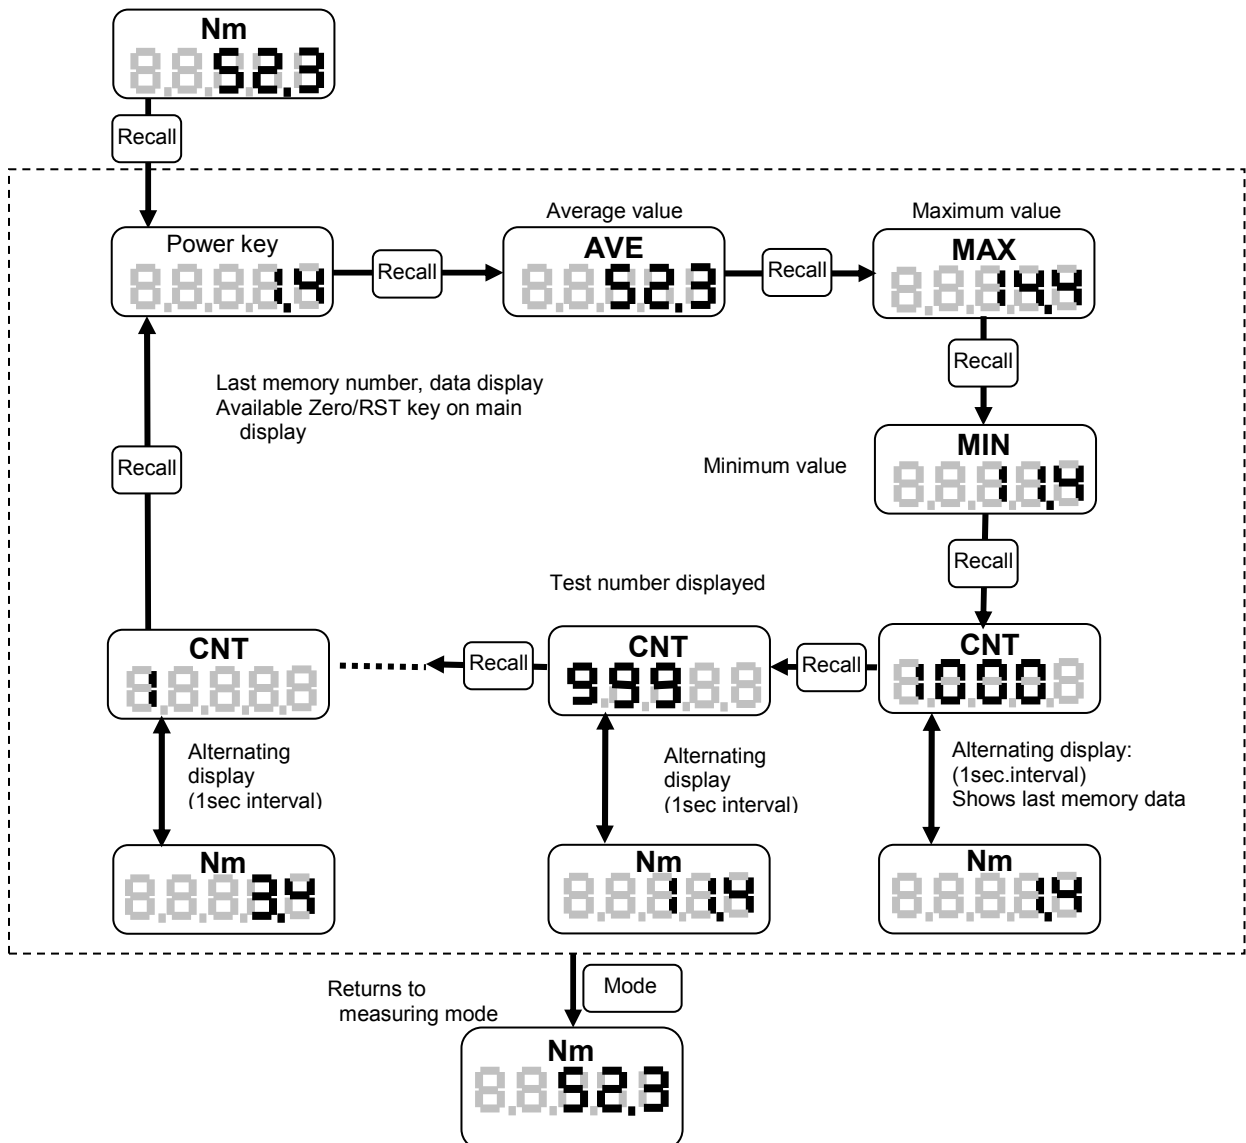 Nm
52.3
Recall
Average value
Maximum value
Power key
1.4
Recall
AVE
52.3
Recall
MAX
14.4
Recall
Last memory number, data display
Available Zero/RST key on main
display
Recall
Minimum value
MIN
11.4
Recall
Test number displayed
CNT
1
Recall
CNT
999
Recall
CNT
1000
Alternating
display
(1sec interval)
Alternating
display
(1sec interval)
Alternating display:
(1sec.interval)
Shows last memory data
Nm
3.4
Nm
11.4
Nm
1.4
Returns to
measuring mode
Mode
Nm
52.3